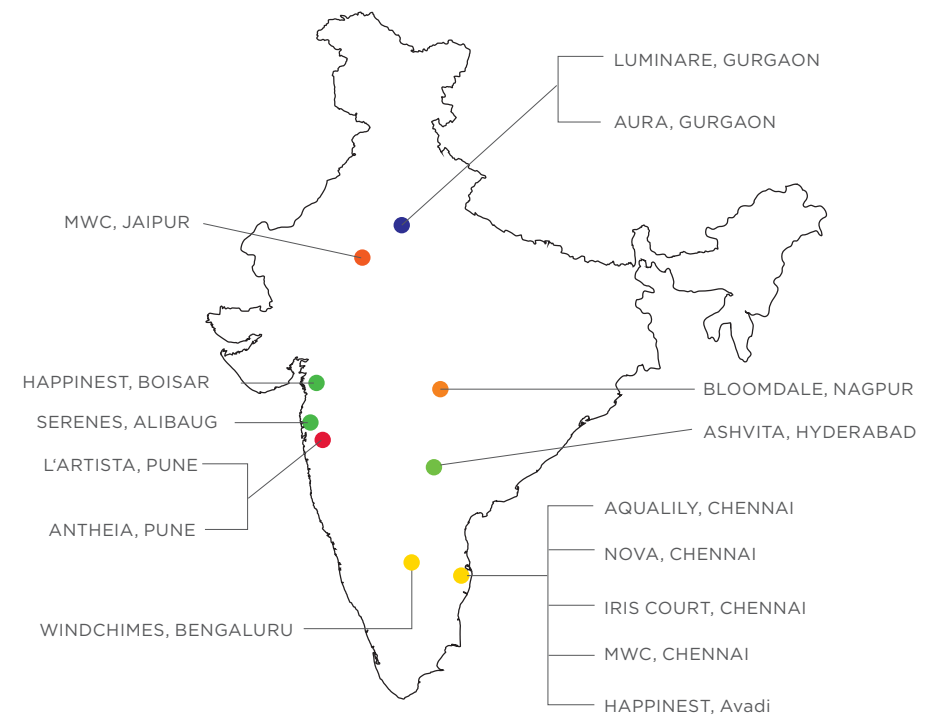 LUMINARE, GURGAON
AURA, GURGAON
MWC, JAIPUR
HAPPINEST, BOISAR
BLOOMDALE, NAGPUR
SERENES, ALIBAUG
ASHVITA, HYDERABAD
L‘ARTISTA, PUNE
ANTHEIA, PUNE
AQUALILY, CHENNAI
NOVA, CHENNAI
IRIS COURT, CHENNAI
WINDCHIMES, BENGALURU
MWC, CHENNAI
HAPPINEST, Avadi